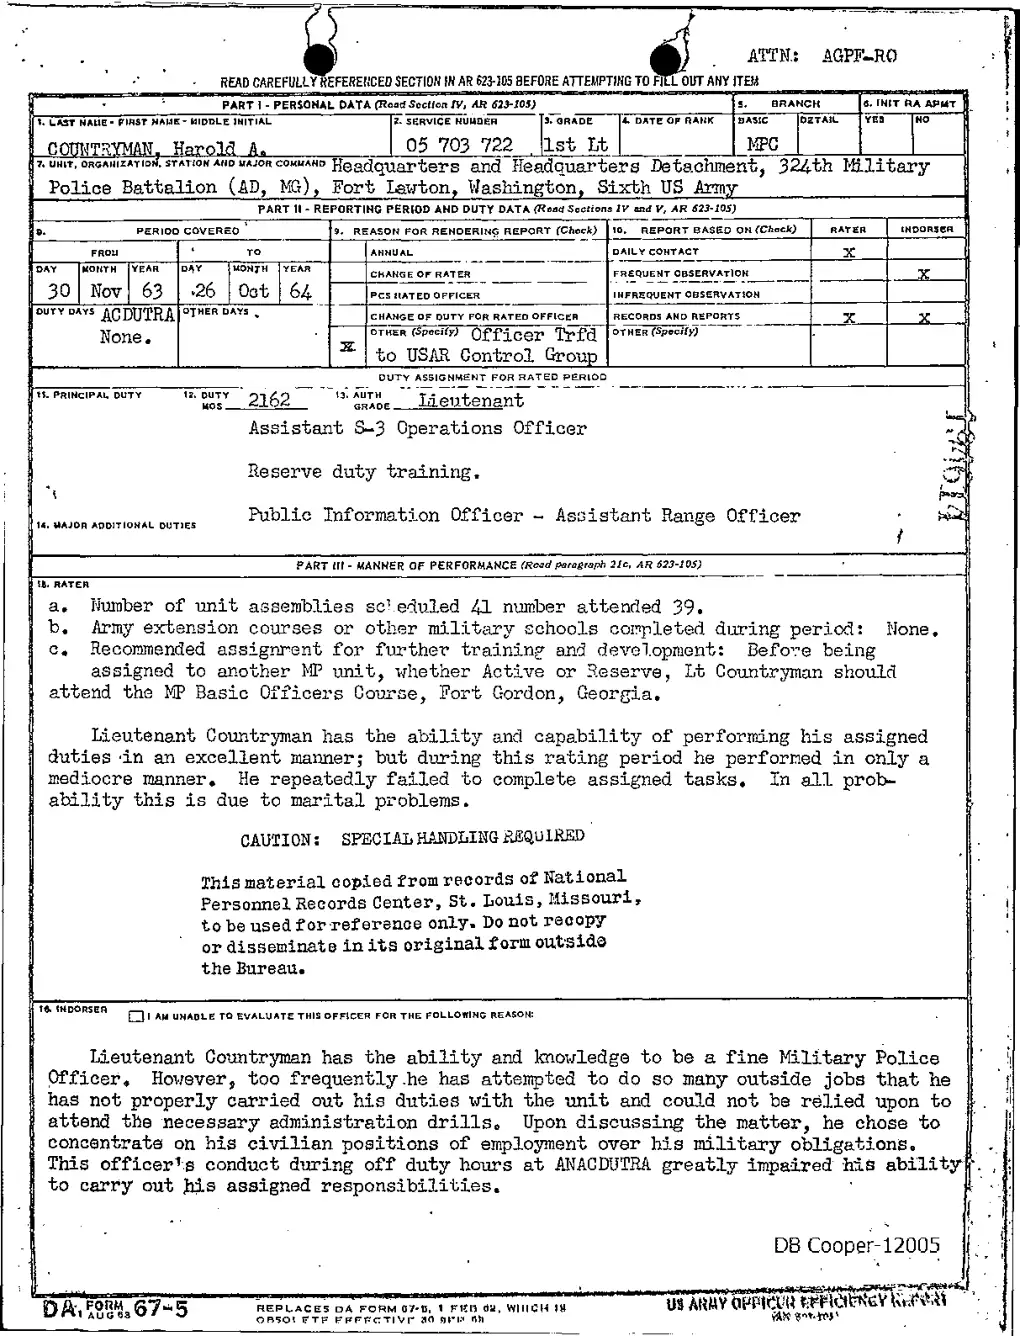 ATTN: AGPF-RO
READ CAREFULLY REFERENCED SECTION IN AR 623-105 BEFORE ATTEMPTING TO FILL OUT ANY ITEM
PART I - PERSONAL DATA (Read Section IV, AR 623-105)
5. BRANCH
6. INIT RA APMT
1. LAST NAME - FIRST NAME - MIDDLE INITIAL
2. SERVICE NUMBER
3. GRADE
4. DATE OF RANK
BASIC
DETAIL
YES
NO
COUNTRYMAN, Harold A.
05 703 722
1st Lt
MPC
7. UNIT, ORGANIZATION, STATION AND MAJOR COMMAND Headquarters and Headquarters Detachment, 324th Military
Police Battalion (AD, MG), Fort Lawton, Washington, Sixth US Army
PART II - REPORTING PERIOD AND DUTY DATA (Read Sections IV and V, AR 623-105)
8. PERIOD COVERED
9. REASON FOR RENDERING REPORT (Check)
10. REPORT BASED ON (Check)
RATER
INDORSER
FROM
TO
ANNUAL
DAILY CONTACT
X
DAY
MONTH
YEAR
DAY
MONTH
YEAR
CHANGE OF RATER
FREQUENT OBSERVATION
X
30
Nov
63
26
Oct
64
PCS RATED OFFICER
INFREQUENT OBSERVATION
DUTY DAYS ACDUTRA
OTHER DAYS
CHANGE OF DUTY FOR RATED OFFICER
RECORDS AND REPORTS
X
X
None.
X
OTHER (Specify) Officer Trfd
to USAR Control Group
OTHER (Specify)
DUTY ASSIGNMENT FOR RATED PERIOD
11. PRINCIPAL DUTY
12. DUTY MOS 2162
13. AUTH GRADE Lieutenant
Assistant S-3 Operations Officer
Reserve duty training.
14. MAJOR ADDITIONAL DUTIES
Public Information Officer - Assistant Range Officer
PART III - MANNER OF PERFORMANCE (Read paragraph 21c, AR 623-105)
15. RATER
a. Number of unit assemblies scheduled 41 number attended 39.
b. Army extension courses or other military schools completed during period: None.
c. Recommended assignment for further training and development: Before being
assigned to another MP unit, whether Active or Reserve, Lt Countryman should
attend the MP Basic Officers Course, Fort Gordon, Georgia.
Lieutenant Countryman has the ability and capability of performing his assigned
duties in an excellent manner; but during this rating period he performed in only a
mediocre manner. He repeatedly failed to complete assigned tasks. In all prob-
ability this is due to marital problems.
CAUTION: SPECIAL HANDLING REQUIRED
This material copied from records of National
Personnel Records Center, St. Louis, Missouri,
to be used for reference only. Do not recopy
or disseminate in its original form outside
the Bureau.
16. INDORSER
I AM UNABLE TO EVALUATE THIS OFFICER FOR THE FOLLOWING REASON:
Lieutenant Countryman has the ability and knowledge to be a fine Military Police
Officer. However, too frequently he has attempted to do so many outside jobs that he
has not properly carried out his duties with the unit and could not be relied upon to
attend the necessary administration drills. Upon discussing the matter, he chose to
concentrate on his civilian positions of employment over his military obligations.
This officer's conduct during off duty hours at ANACDUTRA greatly impaired his ability
to carry out his assigned responsibilities.
DB Cooper-12005
DA FORM 67-5
1 AUG 63
REPLACES DA FORM 67-5, 1 FEB 62, WHICH IS
US ARMY OFFICER EFFICIENCY REPORT